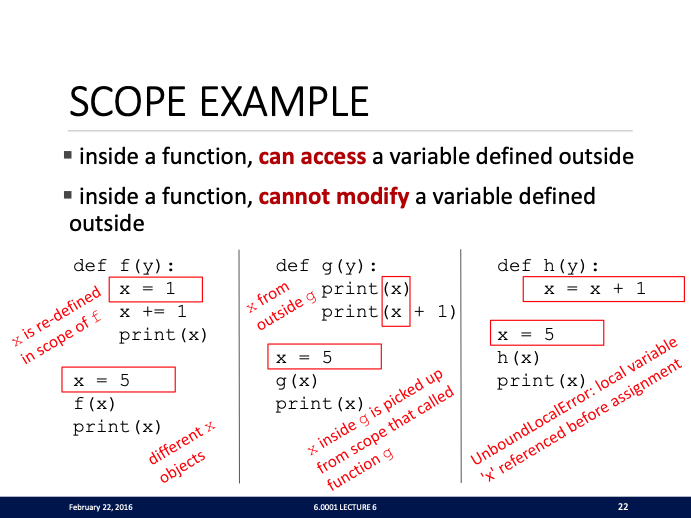 SCOPE EXAMPLE
▪ inside a function, can access a variable defined outside
▪ inside a function, cannot modify a variable defined
outside
def f(y):
x = 1
x += 1
print(x)
x = 5
f(x)
print(x)
x is re-defined
in scope of f
different x
objects
def g(y):
print(x)
print(x + 1)
x = 5
g(x)
print(x)
x from
outside g
x inside g is picked up
from scope that called
function g
def h(y):
x = x + 1
x = 5
h(x)
print(x)
UnboundLocalError: local variable
'x' referenced before assignment
February 22, 2016
6.0001 LECTURE 6
22